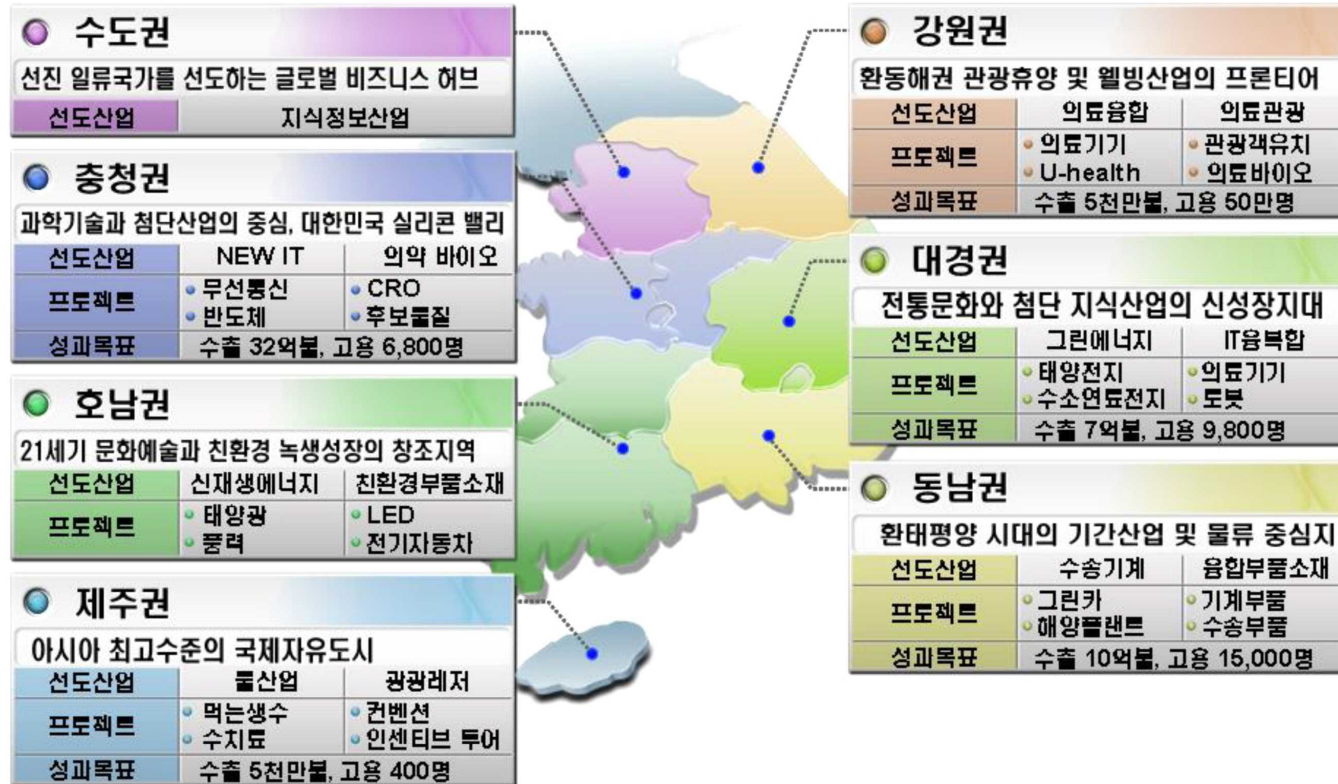 수도권
선진 일류국가를 선도하는 글로벌 비즈니스 허브
선도산업 지식정보산업
충청권
과학기술과 첨단산업의 중심, 대한민국 실리콘 밸리
선도산업 NEW IT 의약 바이오
프로젝트 무선통신 CRO
반도체 후보물질
성과목표 수출 32억불, 고용 6,800명
호남권
21세기 문화예술과 친환경 녹생성장의 창조지역
선도산업 신재생에너지 친환경부품소재
프로젝트 태양광 LED
풍력 전기자동차
제주권
아시아 최고수준의 국제자유도시
선도산업 물산업 광광레저
프로젝트 먹는생수 컨벤션
수치료 인센티브 투어
성과목표 수출 5천만불, 고용 400명
강원권
환동해권 관광휴양 및 웰빙산업의 프론티어
선도산업 의료융합 의료관광
프로젝트 의료기기 관광객유치
U-health 의료바이오
성과목표 수출 5천만불, 고용 50만명
대경권
전통문화와 첨단 지식산업의 신성장지대
선도산업 그린에너지 IT융복합
프로젝트 태양전지 의료기기
수소연료전지 로봇
성과목표 수출 7억불, 고용 9,800명
동남권
환태평양 시대의 기간산업 및 물류 중심지
선도산업 수송기계 융합부품소재
프로젝트 그린카 기계부품
해양플랜트 수송부품
성과목표 수출 10억불, 고용 15,000명